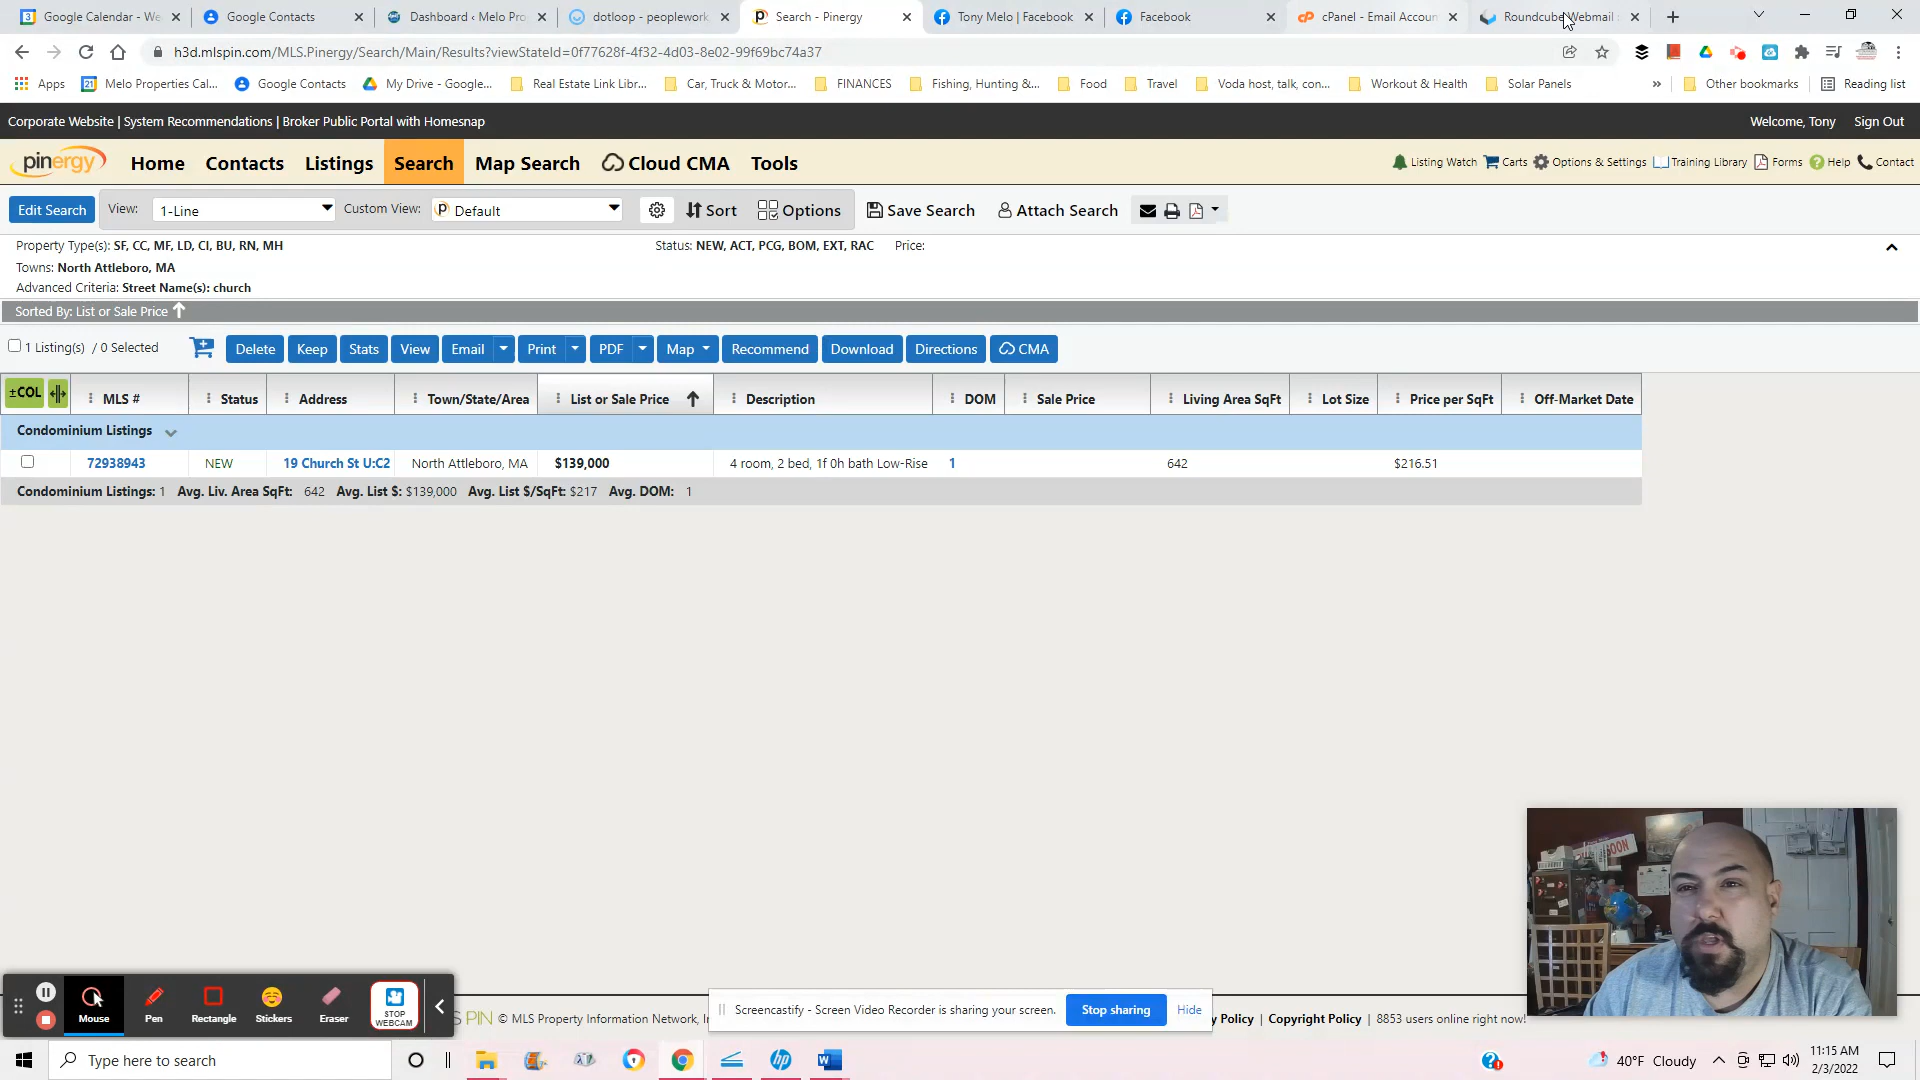 Google Calendar - We
Google Contacts
Dashboard ‹ Melo Pro
dotloop - peoplework
Search - Pinergy
Tony Melo | Facebook
Facebook
cPanel - Email Accoun
Roundcube Webmail
h3d.mlspin.com/MLS.Pinergy/Search/Main/Results?viewStateId=0f77628f-4f32-4d03-8e02-99f69bc74a37
Apps
Melo Properties Cal...
Google Contacts
My Drive - Google...
Real Estate Link Libr...
Car, Truck & Motor...
FINANCES
Fishing, Hunting &...
Food
Travel
Voda host, talk, con...
Workout & Health
Solar Panels
»
Other bookmarks
Reading list
Corporate Website | System Recommendations | Broker Public Portal with Homesnap
Welcome, Tony
Sign Out
pinergy
Home
Contacts
Listings
Search
Map Search
Cloud CMA
Tools
Listing Watch
Carts
Options & Settings
Training Library
Forms
Help
Contact
Edit Search
View:
1-Line
Custom View:
Default
Sort
Options
Save Search
Attach Search
Property Type(s): SF, CC, MF, LD, CI, BU, RN, MH
Status: NEW, ACT, PCG, BOM, EXT, RAC
Price:
Towns: North Attleboro, MA
Advanced Criteria: Street Name(s): church
Sorted By: List or Sale Price
1 Listing(s) / 0 Selected
Delete
Keep
Stats
View
Email
Print
PDF
Map
Recommend
Download
Directions
CMA
±COL
MLS #
Status
Address
Town/State/Area
List or Sale Price
Description
DOM
Sale Price
Living Area SqFt
Lot Size
Price per SqFt
Off-Market Date
Condominium Listings
72938943
NEW
19 Church St U:C2
North Attleboro, MA
$139,000
4 room, 2 bed, 1f 0h bath Low-Rise
1
642
$216.51
Condominium Listings: 1 Avg. Liv. Area SqFt: 642 Avg. List $: $139,000 Avg. List $/SqFt: $217 Avg. DOM: 1
SOON
Mouse
Pen
Rectangle
Stickers
Eraser
STOP
WEBCAM
PIN © MLS Property Information Network, I
Screencastify - Screen Video Recorder is sharing your screen.
Stop sharing
Hide
Policy | Copyright Policy | 8853 users online right now!
Type here to search
40°F Cloudy
11:15 AM
2/3/2022